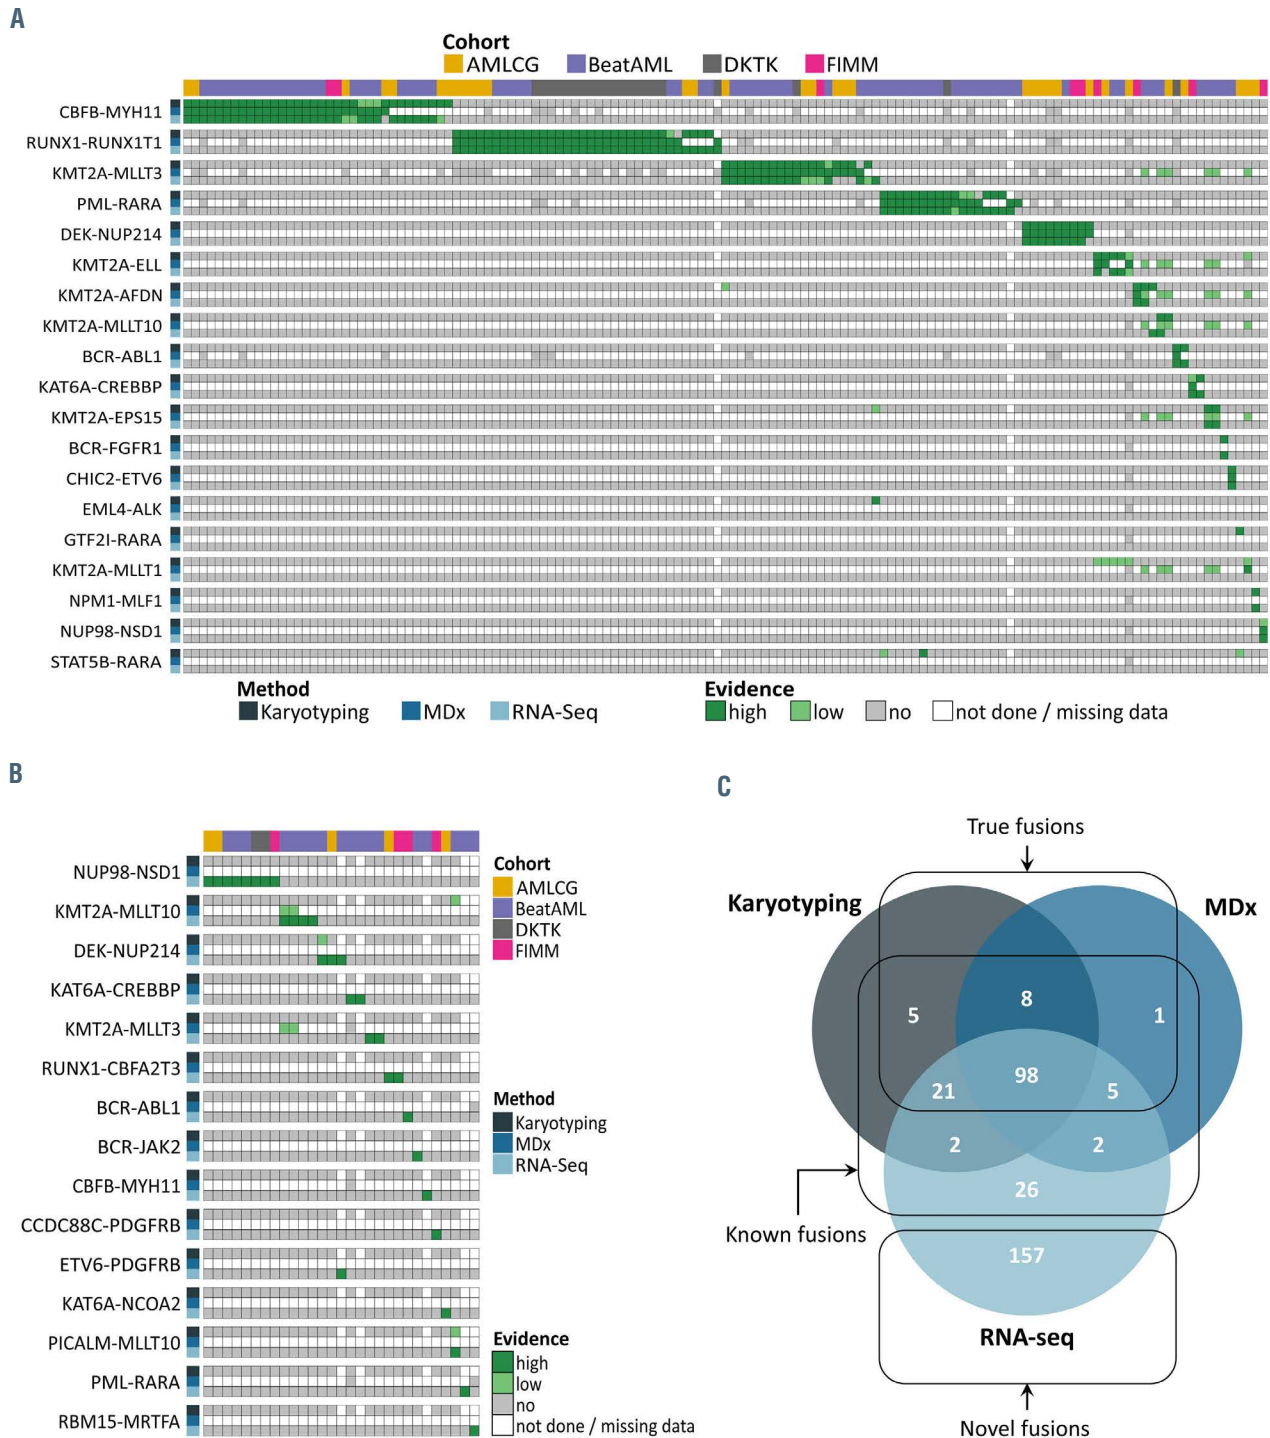 A
Cohort
AMLCG BeatAML DKTK FIMM
CBFB-MYH11
RUNX1-RUNX1T1
KMT2A-MLLT3
PML-RARA
DEK-NUP214
KMT2A-ELL
KMT2A-AFDN
KMT2A-MLLT10
BCR-ABL1
KAT6A-CREBBP
KMT2A-EPS15
BCR-FGFR1
CHIC2-ETV6
EML4-ALK
GTF2I-RARA
KMT2A-MLLT1
NPM1-MLF1
NUP98-NSD1
STAT5B-RARA
Method
Karyotyping MDx RNA-Seq
Evidence
high low no not done / missing data
B
NUP98-NSD1
KMT2A-MLLT10
DEK-NUP214
KAT6A-CREBBP
KMT2A-MLLT3
RUNX1-CBFA2T3
BCR-ABL1
BCR-JAK2
CBFB-MYH11
CCDC88C-PDGFRB
ETV6-PDGFRB
KAT6A-NCOA2
PICALM-MLLT10
PML-RARA
RBM15-MRTFA
Cohort
AMLCG
BeatAML
DKTK
FIMM
Method
Karyotyping
MDx
RNA-Seq
Evidence
high
low
no
not done / missing data
C
True fusions
Karyotyping
MDx
5
8
1
21
98
5
2
2
26
Known fusions
157
RNA-seq
Novel fusions